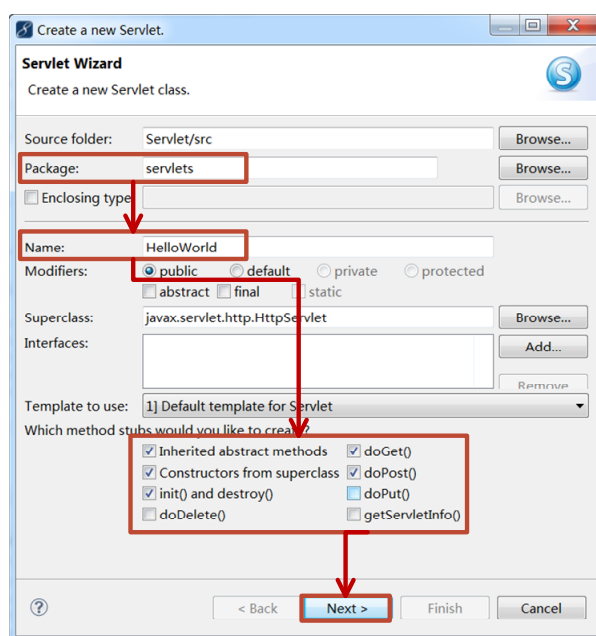 Create a new Servlet.
Servlet Wizard
Create a new Servlet class.
Source folder: Servlet/src Browse...
Package: servlets Browse...
Enclosing type Browse...
Name: HelloWorld
Modifiers: public default private protected
abstract final static
Superclass: javax.servlet.http.HttpServlet Browse...
Interfaces: Add...
Remove
Template to use: 1] Default template for Servlet
Which method stubs would you like to create?
Inherited abstract methods doGet()
Constructors from superclass doPost()
init() and destroy() doPut()
doDelete() getServletInfo()
? < Back Next > Finish Cancel